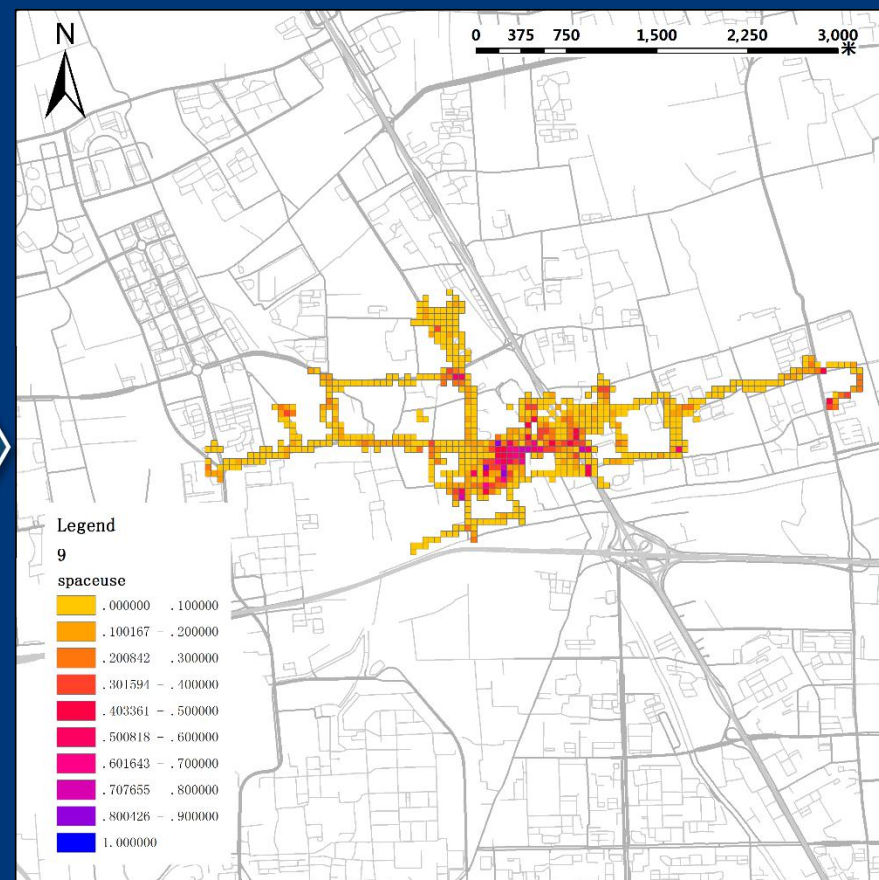 N
0 375 750 1,500 2,250 3,000
Legend
9
spaceuse
.000000 .100000
.100167 - .200000
.200842 .300000
.301594 - .400000
.403361 - .500000
.500818 - .600000
.601643 - .700000
.707655 .800000
.800426 - .900000
1.000000